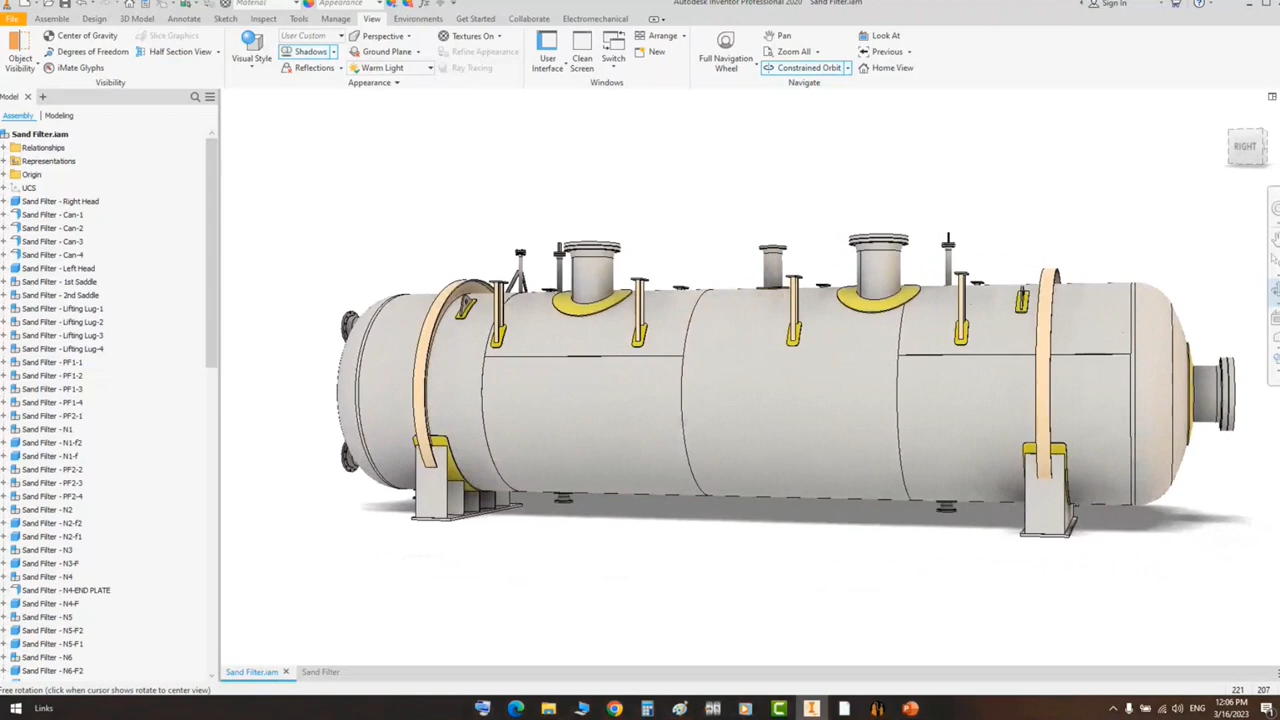 Material
Appearance
Autodesk Inventor Professional 2020 Sand Filter.iam
Sign In
File Assembly Design 3D Model Annotate Sketch Inspect Tools Manage View Environments Get Started Collaborate Electromechanical
Object Visibility
Center of Gravity
Degrees of Freedom
iMate Glyphs
Slice Graphics
Half Section View
Visibility
Visual Style
User Custom
Shadows
Reflections
Perspective
Ground Plane
Warm Light
Textures On
Refine Appearance
Ray Tracing
Appearance
User Interface
Clean Screen
Switch
Arrange
New
Windows
Full Navigation Wheel
Pan
Zoom All
Constrained Orbit
Look At
Previous
Home View
Navigate
Model
Assembly Modeling
Sand Filter.iam
Relationships
Representations
Origin
UCS
Sand Filter - Right Head
Sand Filter - Can-1
Sand Filter - Can-2
Sand Filter - Can-3
Sand Filter - Can-4
Sand Filter - Left Head
Sand Filter - 1st Saddle
Sand Filter - 2nd Saddle
Sand Filter - Lifting Lug-1
Sand Filter - Lifting Lug-2
Sand Filter - Lifting Lug-3
Sand Filter - Lifting Lug-4
Sand Filter - PF1-1
Sand Filter - PF1-2
Sand Filter - PF1-3
Sand Filter - PF1-4
Sand Filter - PF2-1
Sand Filter - N1
Sand Filter - N1-f2
Sand Filter - N1-f
Sand Filter - PF2-2
Sand Filter - PF2-3
Sand Filter - PF2-4
Sand Filter - N2
Sand Filter - N2-f2
Sand Filter - N2-f1
Sand Filter - N3
Sand Filter - N3-F
Sand Filter - N4
Sand Filter - N4-END PLATE
Sand Filter - N4-F
Sand Filter - N5
Sand Filter - N5-F2
Sand Filter - N5-F1
Sand Filter - N6
Sand Filter - N6-F2
RIGHT
Sand Filter.iam Sand Filter
Free rotation (click when cursor shows rotate to center view)
221 207
Links
ENG
12:06 PM
3/16/2023